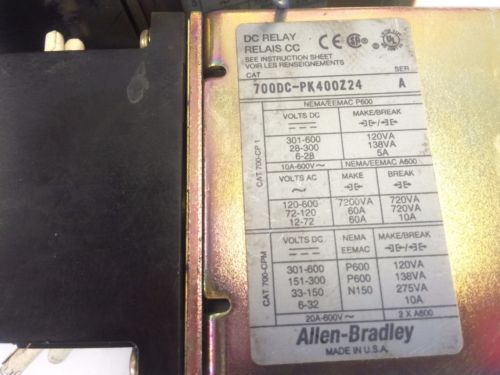 DC RELAY
RELAIS CC
SEE INSTRUCTION SHEET
VOIR LES RENSEIGNEMENTS
CAT SER
700DC-PK400Z24 A
NEMA/EEMAC P600
CAT 700-CP 1
VOLTS DC MAKE/BREAK
301-600 120VA
28-300 138VA
6-28 5A
10A-600V NEMA/EEMAC A600
VOLTS AC MAKE BREAK
120-600 7200VA 720VA
72-120 60A 720VA
12-72 60A 10A
CAT 700-CPM
VOLTS DC NEMA EEMAC MAKE/BREAK
301-600 P600 120VA
151-300 P600 138VA
33-150 N150 275VA
6-32 10A
20A-600V 2 X A600
Allen-Bradley
MADE IN U.S.A.